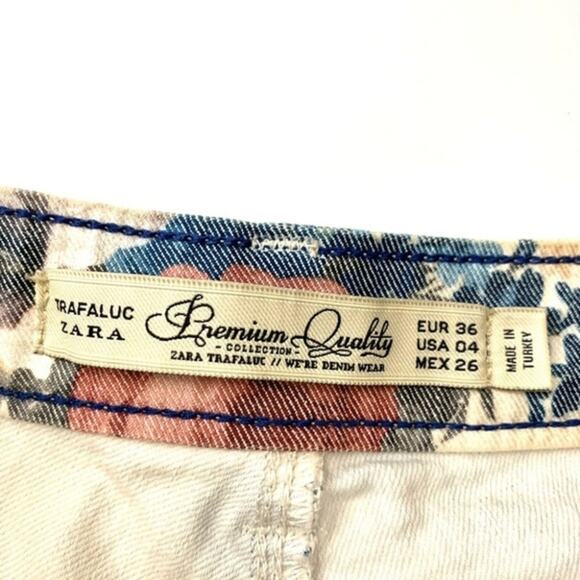 TRAFALUC
ZARA
Premium Quality
- COLLECTION -
ZARA TRAFALUC // WE'RE DENIM WEAR
EUR 36
USA 04
MEX 26
MADE IN
TURKEY